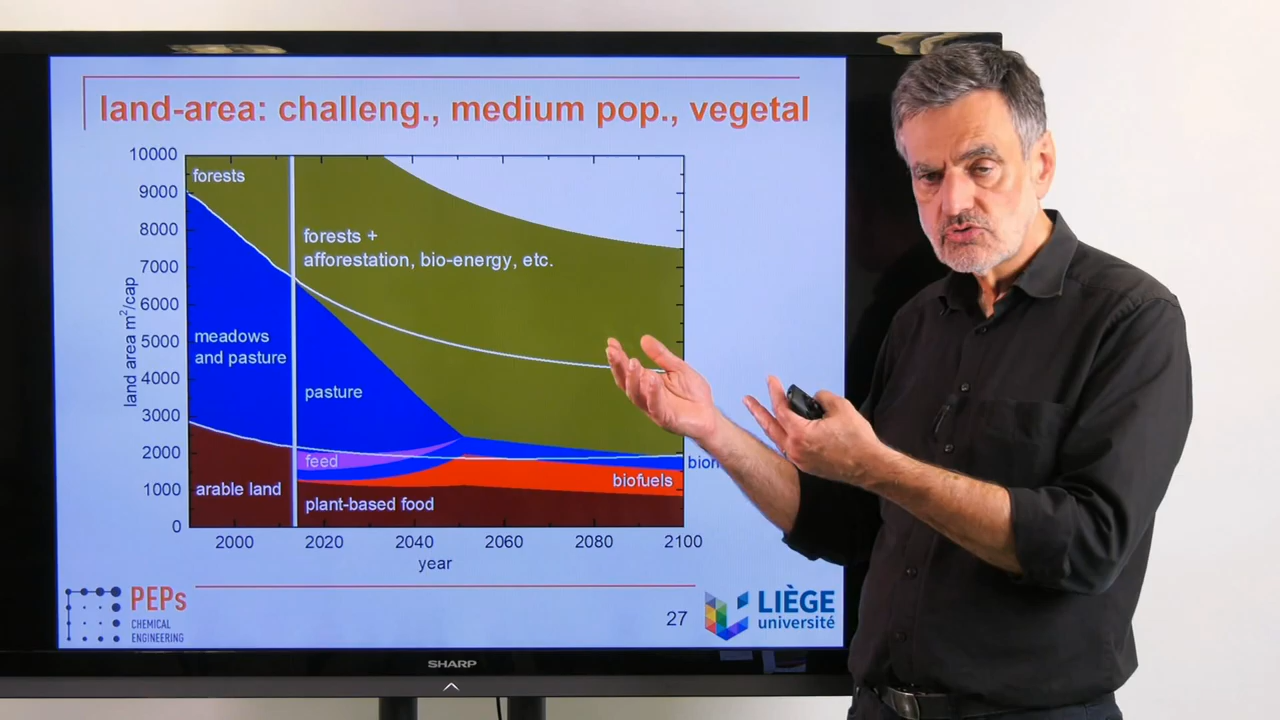 land-area: challeng., medium pop., vegetal
10000
9000
8000
7000
6000
5000
4000
3000
2000
1000
0
land area m²/cap
forests
forests +
afforestation, bio-energy, etc.
meadows
and pasture
pasture
feed
arable land
plant-based food
biofuels
bion
2000
2020
2040
2060
2080
2100
year
PEPs
CHEMICAL
ENGINEERING
27
LIÈGE
université
SHARP